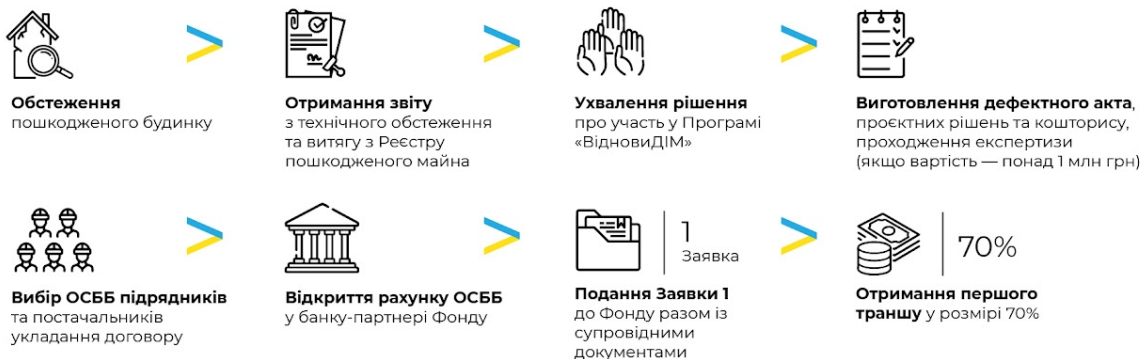 Обстеження
пошкодженого будинку
Отримання звіту
з технічного обстеження
та витягу з Реєстру
пошкодженого майна
Ухвалення рішення
про участь у Програмі
«ВідновиДІМ»
Виготовлення дефектного акта,
проєктних рішень та кошторису,
проходження експертизи
(якщо вартість — понад 1 млн грн)
Вибір ОСББ підрядників
та постачальників
укладання договору
Відкриття рахунку ОСББ
у банку-партнері Фонду
1
Заявка
Подання Заявки 1
до Фонду разом із
супровідними
документами
70%
Отримання першого
траншу у розмірі 70%